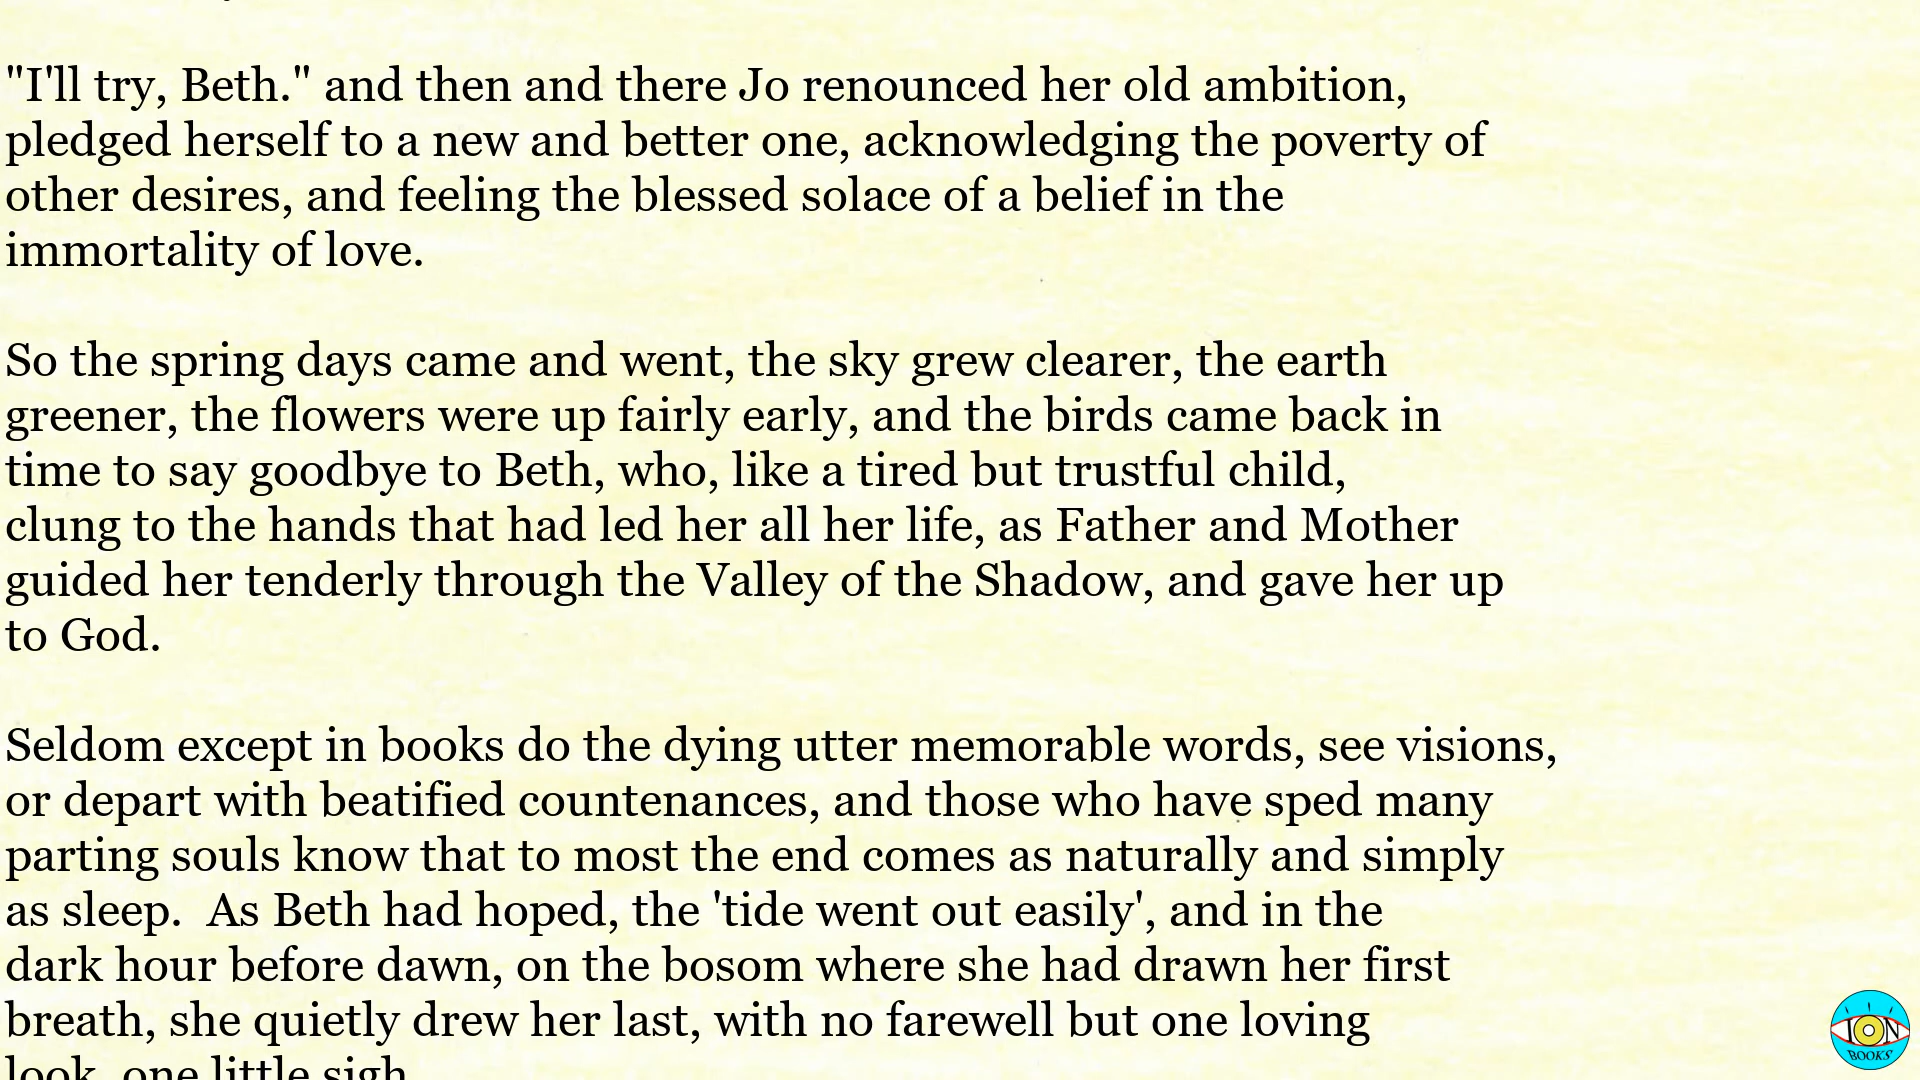 "I'll try, Beth." and then and there Jo renounced her old ambition,
pledged herself to a new and better one, acknowledging the poverty of
other desires, and feeling the blessed solace of a belief in the
immortality of love.
So the spring days came and went, the sky grew clearer, the earth
greener, the flowers were up fairly early, and the birds came back in
time to say goodbye to Beth, who, like a tired but trustful child,
clung to the hands that had led her all her life, as Father and Mother
guided her tenderly through the Valley of the Shadow, and gave her up
to God.
Seldom except in books do the dying utter memorable words, see visions,
or depart with beatified countenances, and those who have sped many
parting souls know that to most the end comes as naturally and simply
as sleep.  As Beth had hoped, the 'tide went out easily', and in the
dark hour before dawn, on the bosom where she had drawn her first
breath, she quietly drew her last, with no farewell but one loving
look, one little sigh.
ION
BOOKS